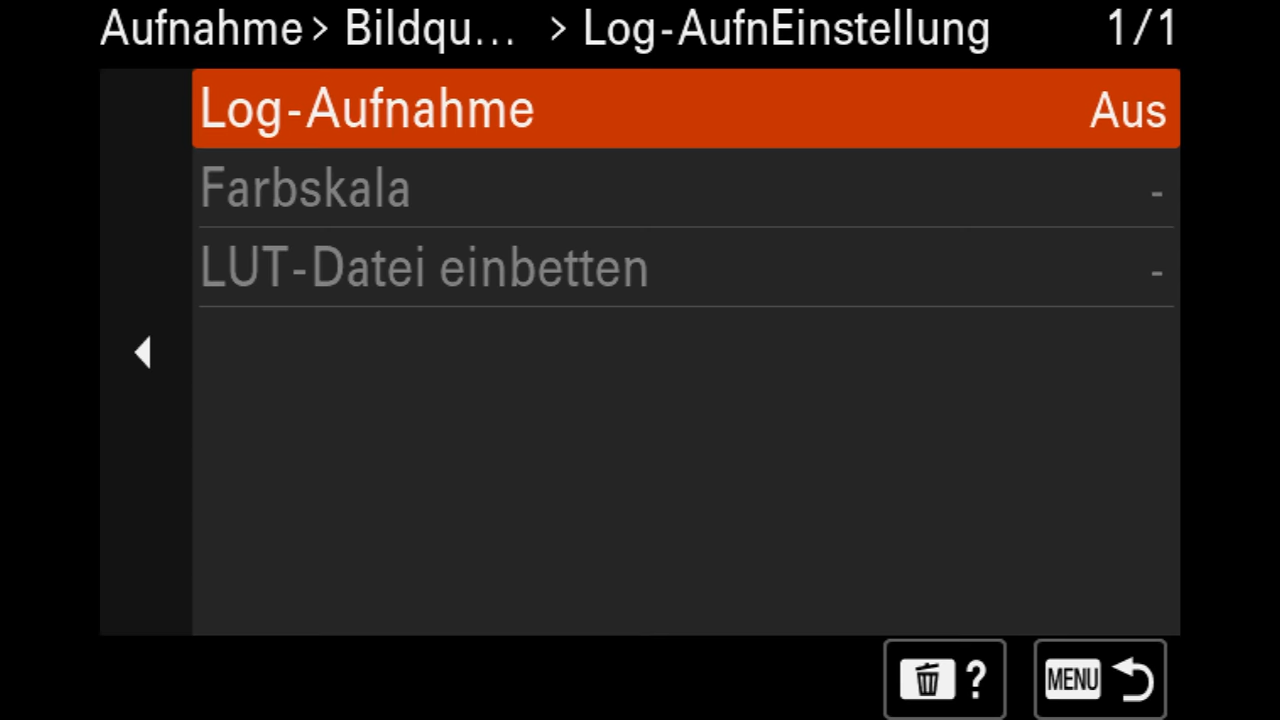 Aufnahme > Bildqu... > Log-AufnEinstellung 1/1
Log-Aufnahme Aus
Farbskala -
LUT-Datei einbetten -
? MENU